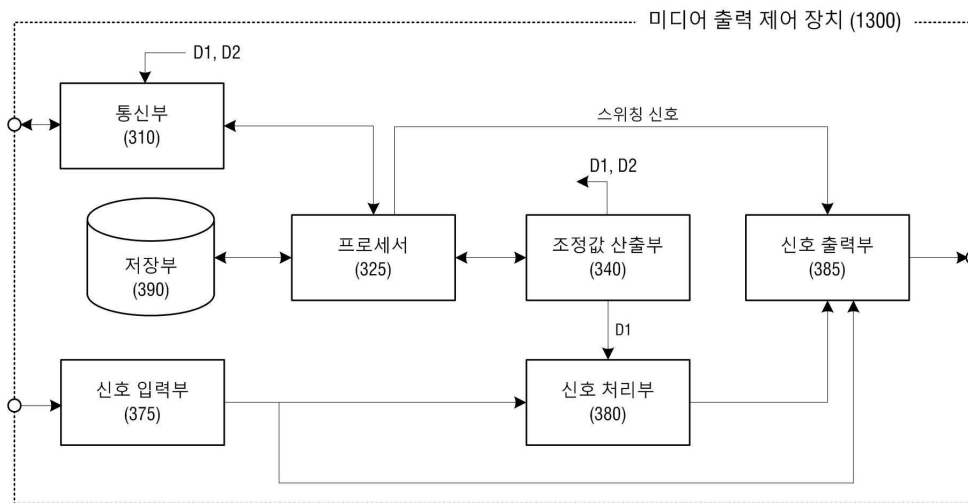 미디어 출력 제어 장치 (1300)
D1, D2
통신부
(310)
스위칭 신호
D1, D2
저장부
(390)
프로세서
(325)
조정값 산출부
(340)
신호 출력부
(385)
D1
신호 입력부
(375)
신호 처리부
(380)